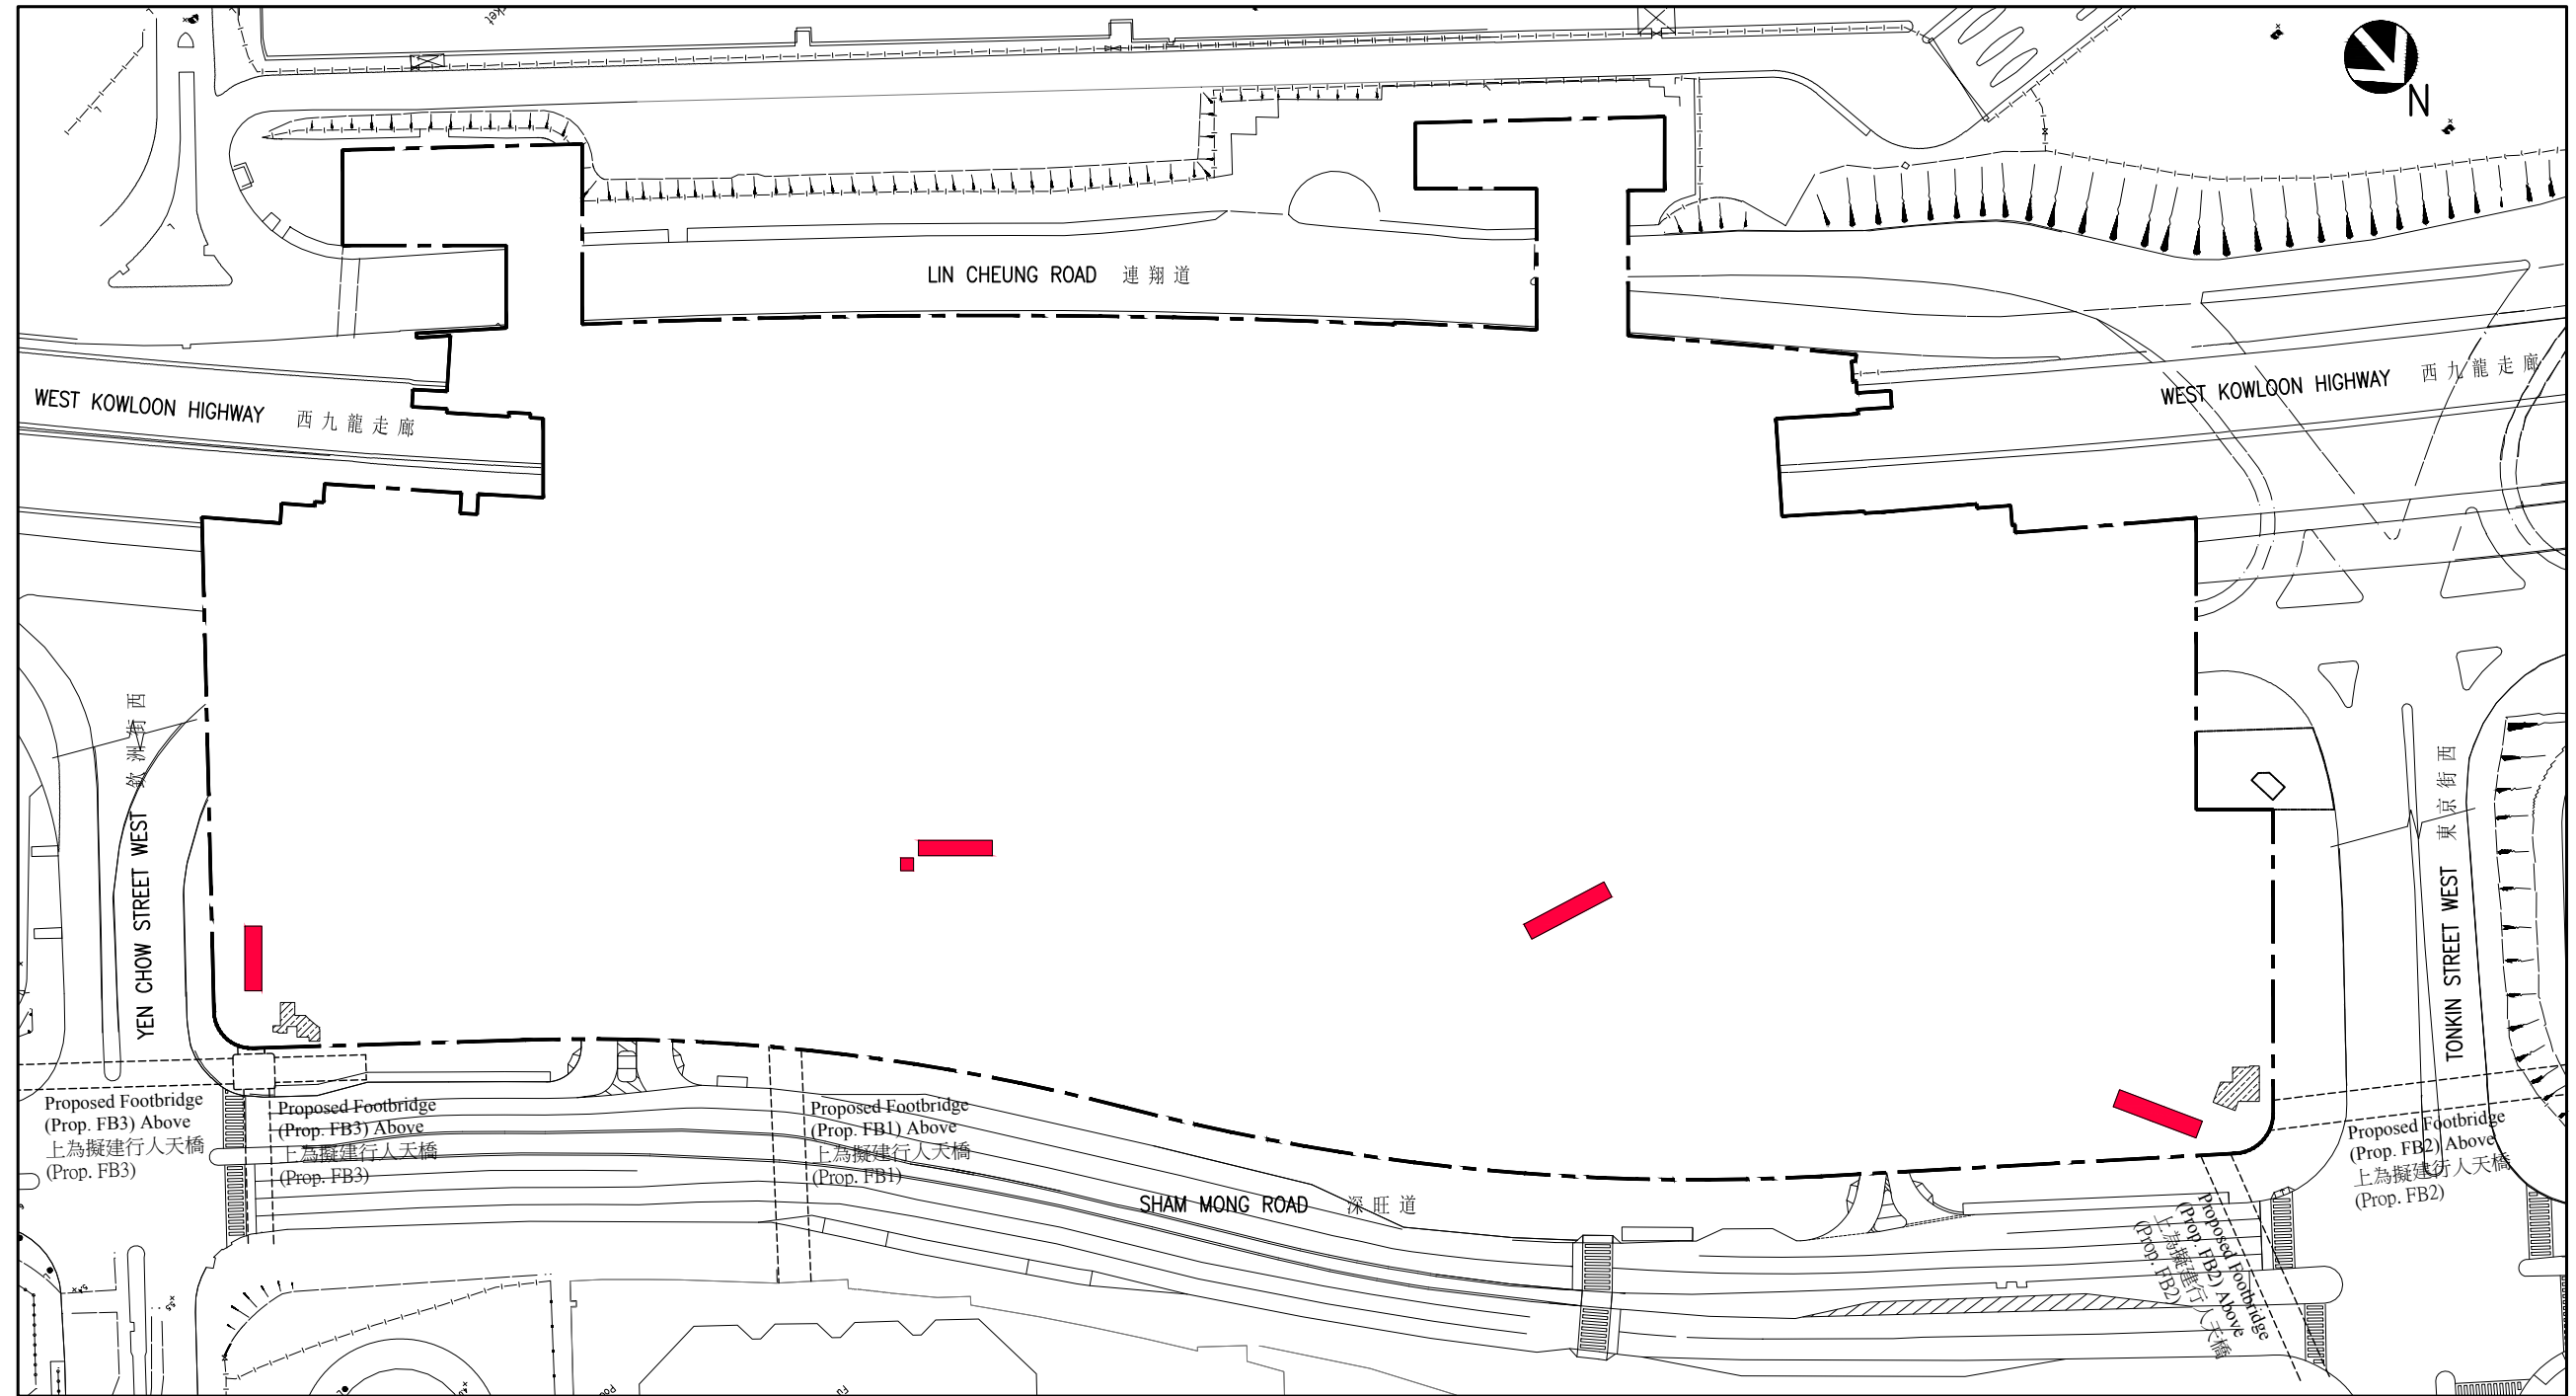 N
LIN CHEUNG ROAD 連翔道
WEST KOWLOON HIGHWAY 西九龍走廊
WEST KOWLOON HIGHWAY 西九龍走廊
YEN CHOW STREET WEST 欽洲街西
TONKIN STREET WEST 東京街西
Proposed Footbridge
(Prop. FB3) Above
上為擬建行人天橋
(Prop. FB3)
Proposed Footbridge
(Prop. FB3) Above
上為擬建行人天橋
(Prop. FB3)
Proposed Footbridge
(Prop. FB1) Above
上為擬建行人天橋
(Prop. FB1)
SHAM MONG ROAD 深旺道
Proposed Footbridge
(Prop. FB2) Above
上為擬建行人天橋
(Prop. FB2)
Proposed Footbridge
(Prop. FB2) Above
上為擬建行人天橋
(Prop. FB2)